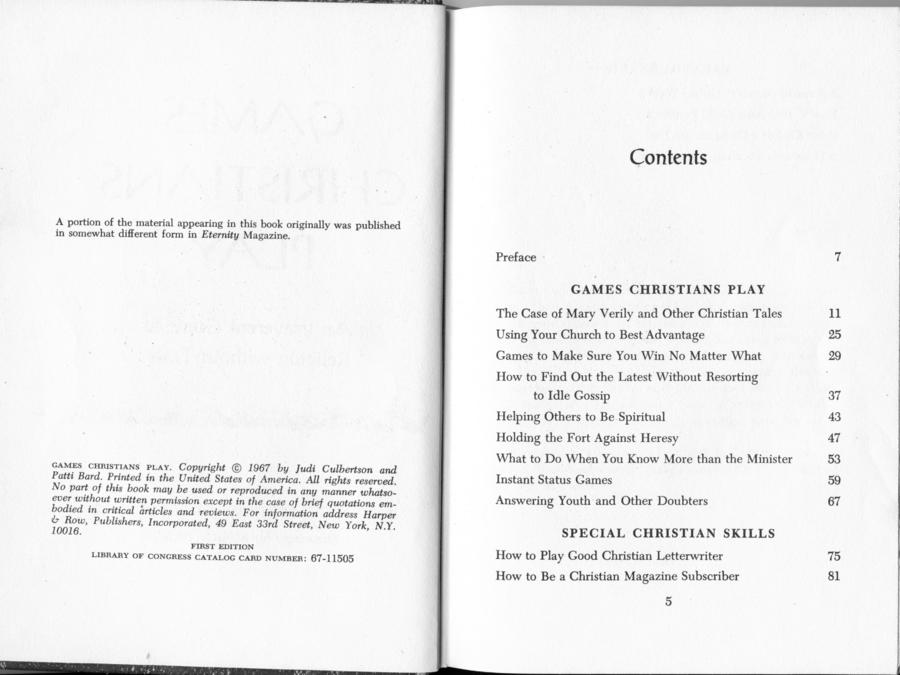 A portion of the material appearing in this book originally was published
in somewhat different form in Eternity Magazine.
GAMES CHRISTIANS PLAY. Copyright © 1967 by Judi Culbertson and
Patti Bard. Printed in the United States of America. All rights reserved.
No part of this book may be used or reproduced in any manner whatso-
ever without written permission except in the case of brief quotations em-
bodied in critical articles and reviews. For information address Harper
& Row, Publishers, Incorporated, 49 East 33rd Street, New York, N.Y.
10016.
FIRST EDITION
LIBRARY OF CONGRESS CATALOG CARD NUMBER: 67-11505
Contents
Preface 7
GAMES CHRISTIANS PLAY
The Case of Mary Verily and Other Christian Tales 11
Using Your Church to Best Advantage 25
Games to Make Sure You Win No Matter What 29
How to Find Out the Latest Without Resorting
to Idle Gossip 37
Helping Others to Be Spiritual 43
Holding the Fort Against Heresy 47
What to Do When You Know More than the Minister 53
Instant Status Games 59
Answering Youth and Other Doubters 67
SPECIAL CHRISTIAN SKILLS
How to Play Good Christian Letterwriter 75
How to Be a Christian Magazine Subscriber 81
5